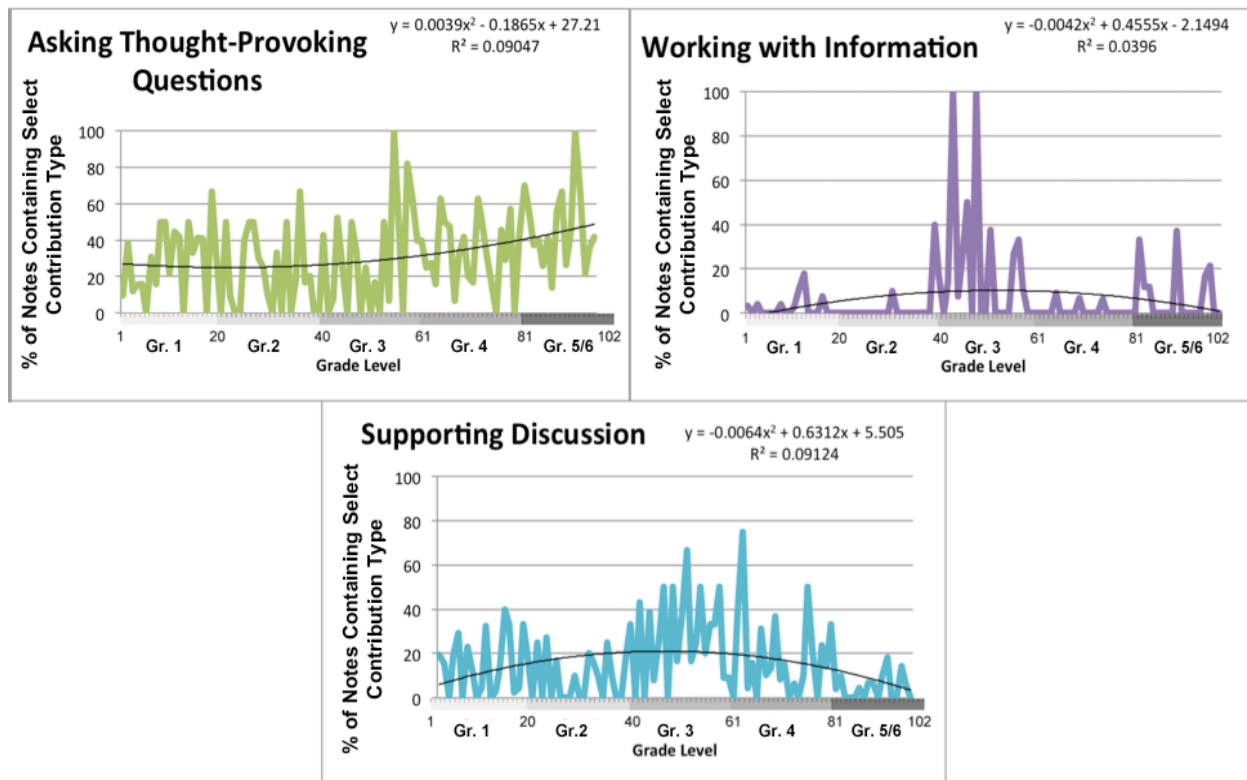 Asking Thought-Provoking
Questions
y = 0.0039x² - 0.1865x + 27.21
R² = 0.09047
% of Notes Containing Select
Contribution Type
100
80
60
40
20
0
1 20 40 61 81 102
Gr. 1 Gr.2 Gr. 3 Gr. 4 Gr. 5/6
Grade Level
Working with Information
y = -0.0042x² + 0.4555x - 2.1494
R² = 0.0396
% of Notes Containing Select
Contribution Type
100
80
60
40
20
0
1 20 40 61 81 102
Gr. 1 Gr.2 Gr. 3 Gr. 4 Gr. 5/6
Grade Level
Supporting Discussion
y = -0.0064x² + 0.6312x + 5.505
R² = 0.09124
% of Notes Containing Select
Contribution Type
100
80
60
40
20
0
1 20 40 61 81 102
Gr. 1 Gr.2 Gr. 3 Gr. 4 Gr. 5/6
Grade Level